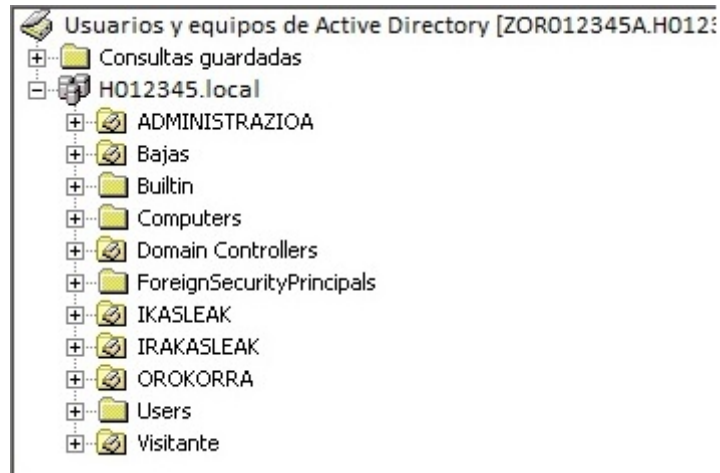 Usuarios y equipos de Active Directory [ZOR012345A.H0123
Consultas guardadas
H012345.local
ADMINISTRAZIOA
Bajas
Builtin
Computers
Domain Controllers
ForeignSecurityPrincipals
IKASLEAK
IRAKASLEAK
OROKORRA
Users
Visitante